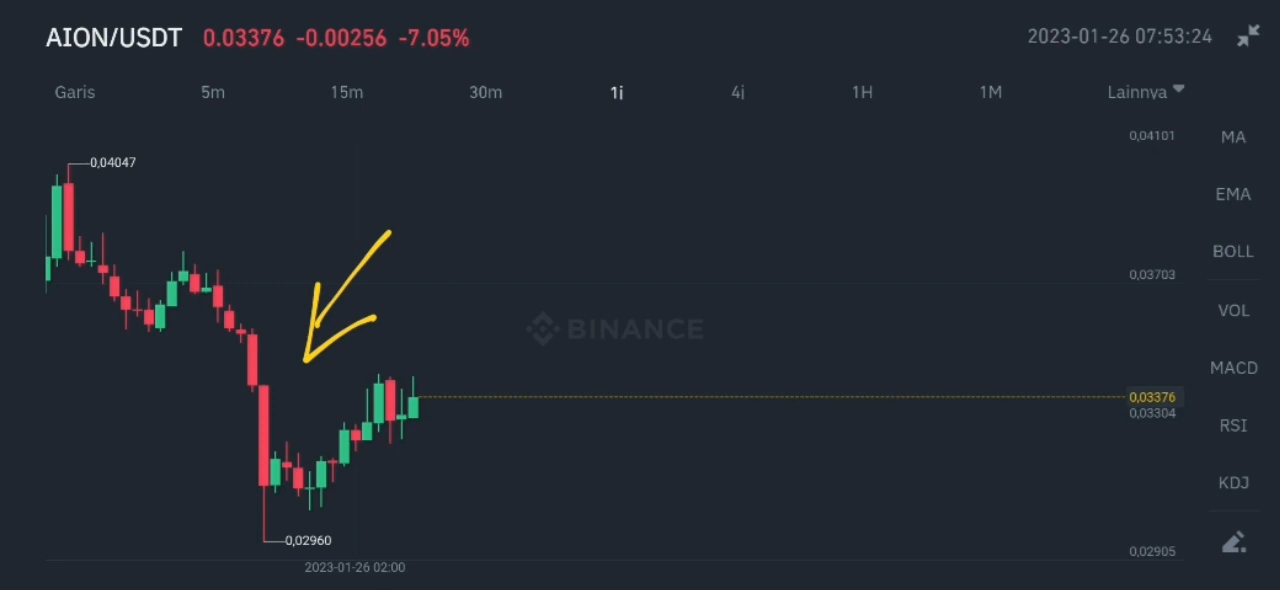 AION/USDT 0.03376 -0.00256 -7.05% 2023-01-26 07:53:24
Garis 5m 15m 30m 1j 4j 1H 1M Lainnya
0,04101
MA
0,04047
EMA
BOLL
0,03703
VOL
BINANCE
MACD
0,03376
0,03304
RSI
KDJ
0,02960
0,02905
2023-01-26 02:00